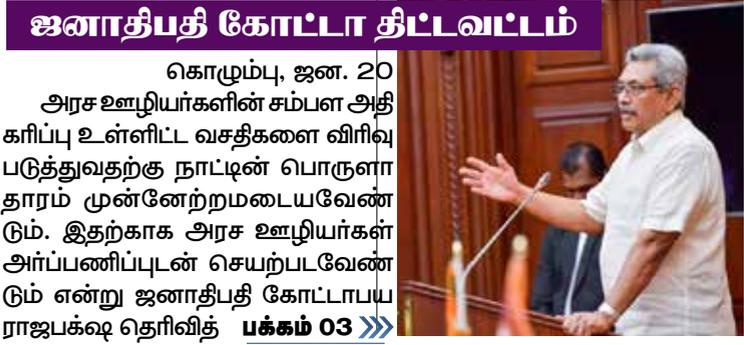 ஜனாதிபதி கோட்டா திட்டவட்டம்
கொழும்பு, ஜன. 20
அரச ஊழியர்களின் சம்பள அதி
கரிப்பு உள்ளிட்ட வசதிகளை விரிவு
படுத்துவதற்கு நாட்டின் பொருளா
தாரம் முன்னேற்றமடையவேண்
டும். இதற்காக அரச ஊழியர்கள்
அர்ப்பணிப்புடன் செயற்படவேண்
டும் என்று ஜனாதிபதி கோட்டாபய
ராஜபக்ஷ தெரிவித் பக்கம் 03